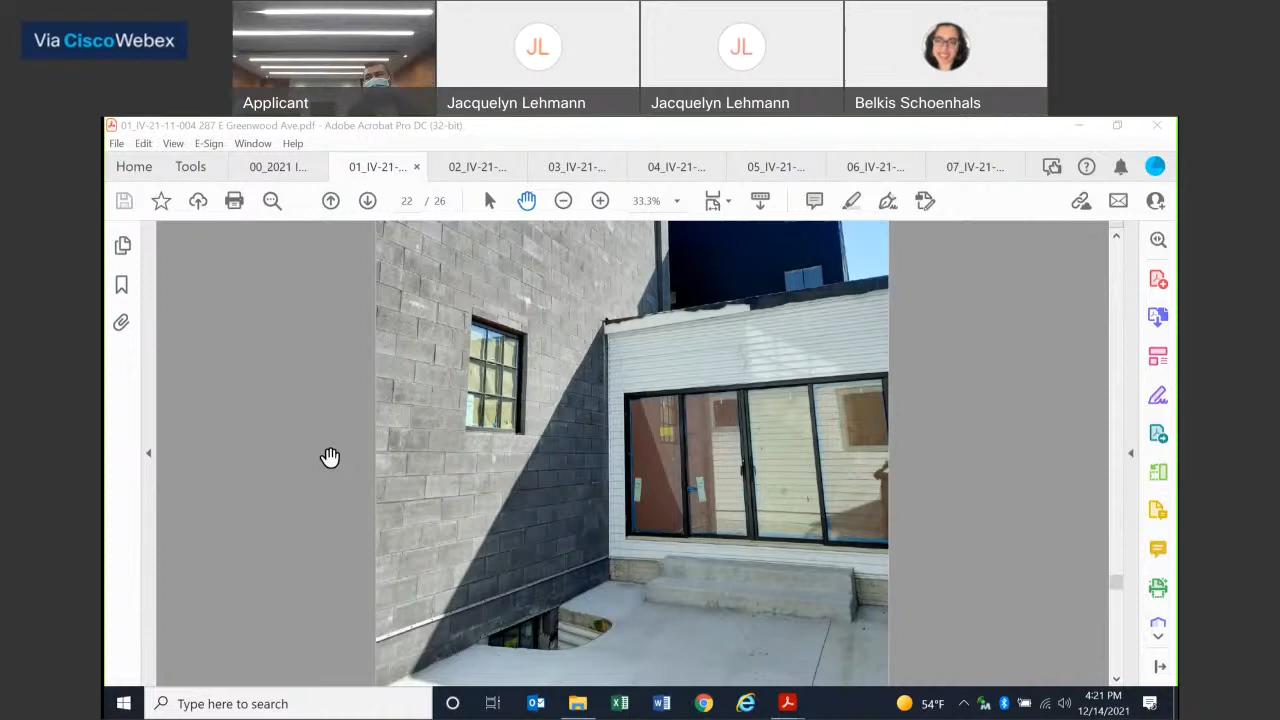 Via Cisco Webex
JL
JL
Applicant
Jacquelyn Lehmann
Jacquelyn Lehmann
Belkis Schoenhals
01_IV-21-11-004 287 E Greenwood Ave.pdf - Adobe Acrobat Pro DC (32-bit)
File Edit View E-Sign Window Help
Home Tools 00_2021 I... 01_IV-21-... × 02_IV-21-... 03_IV-21-... 04_IV-21-... 05_IV-21-... 06_IV-21-... 07_IV-21-...
22 / 26 33.3%
Type here to search
54°F
4:21 PM
12/14/2021